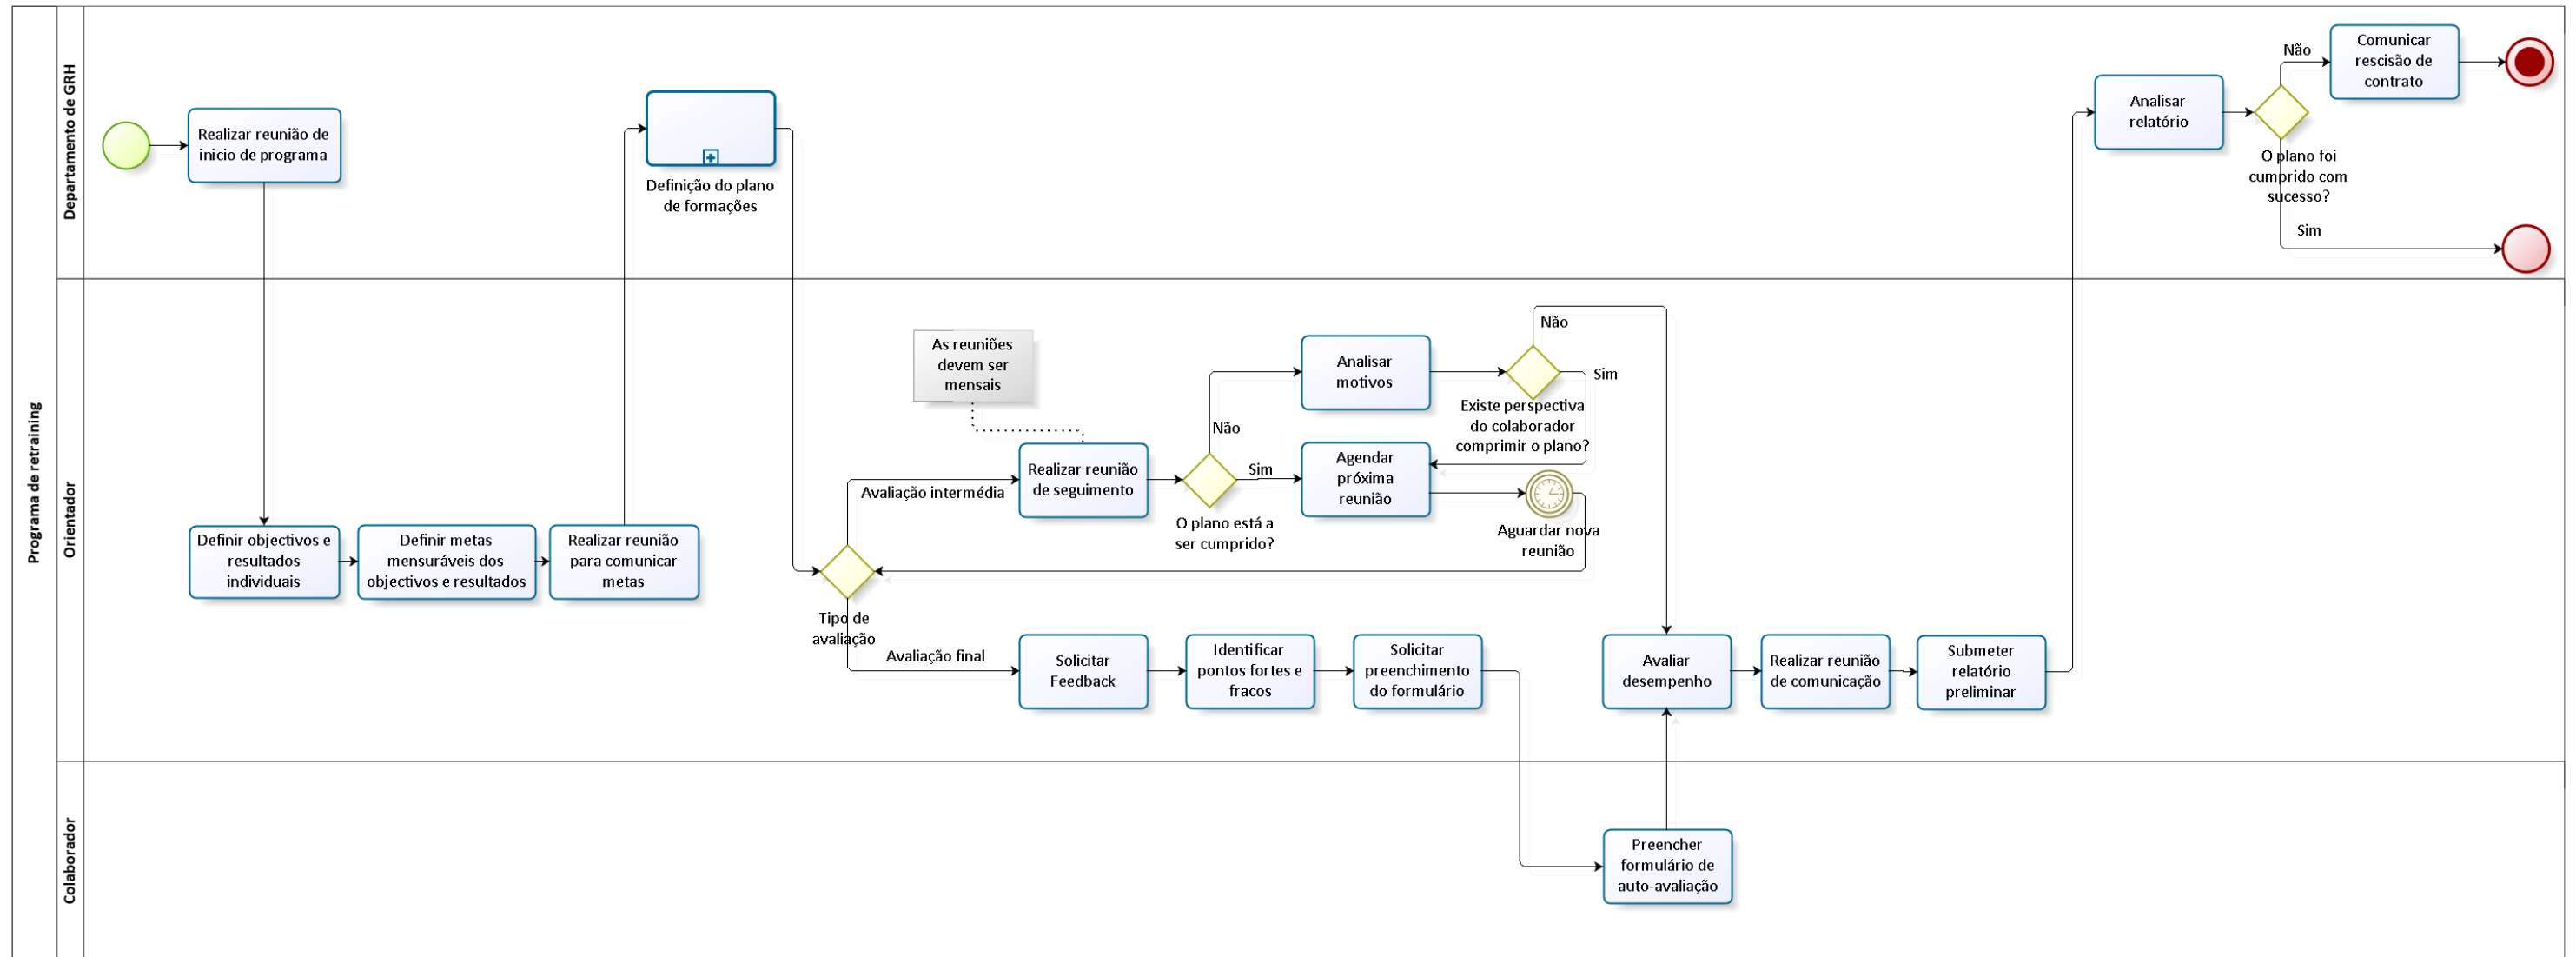 Programa de retraining
Departamento de GRH
Realizar reunião de
inicio de programa
Definição do plano
de formações
Analisar
relatório
Não
Comunicar
rescisão de
contrato
O plano foi
cumprido com
sucesso?
Sim
Orientador
Definir objectivos e
resultados
individuais
Definir metas
mensuráveis dos
objectivos e resultados
Realizar reunião
para comunicar
metas
Tipo de
avaliação
Avaliação intermédia
As reuniões
devem ser
mensais
Realizar reunião
de seguimento
O plano está a
ser cumprido?
Não
Sim
Analisar
motivos
Agendar
próxima
reunião
Não
Sim
Existe perspectiva
do colaborador
comprimir o plano?
Aguardar nova
reunião
Avaliação final
Solicitar
Feedback
Identificar
pontos fortes e
fracos
Solicitar
preenchimento
do formulário
Avaliar
desempenho
Realizar reunião
de comunicação
Submeter
relatório
preliminar
Colaborador
Preencher
formulário de
auto-avaliação